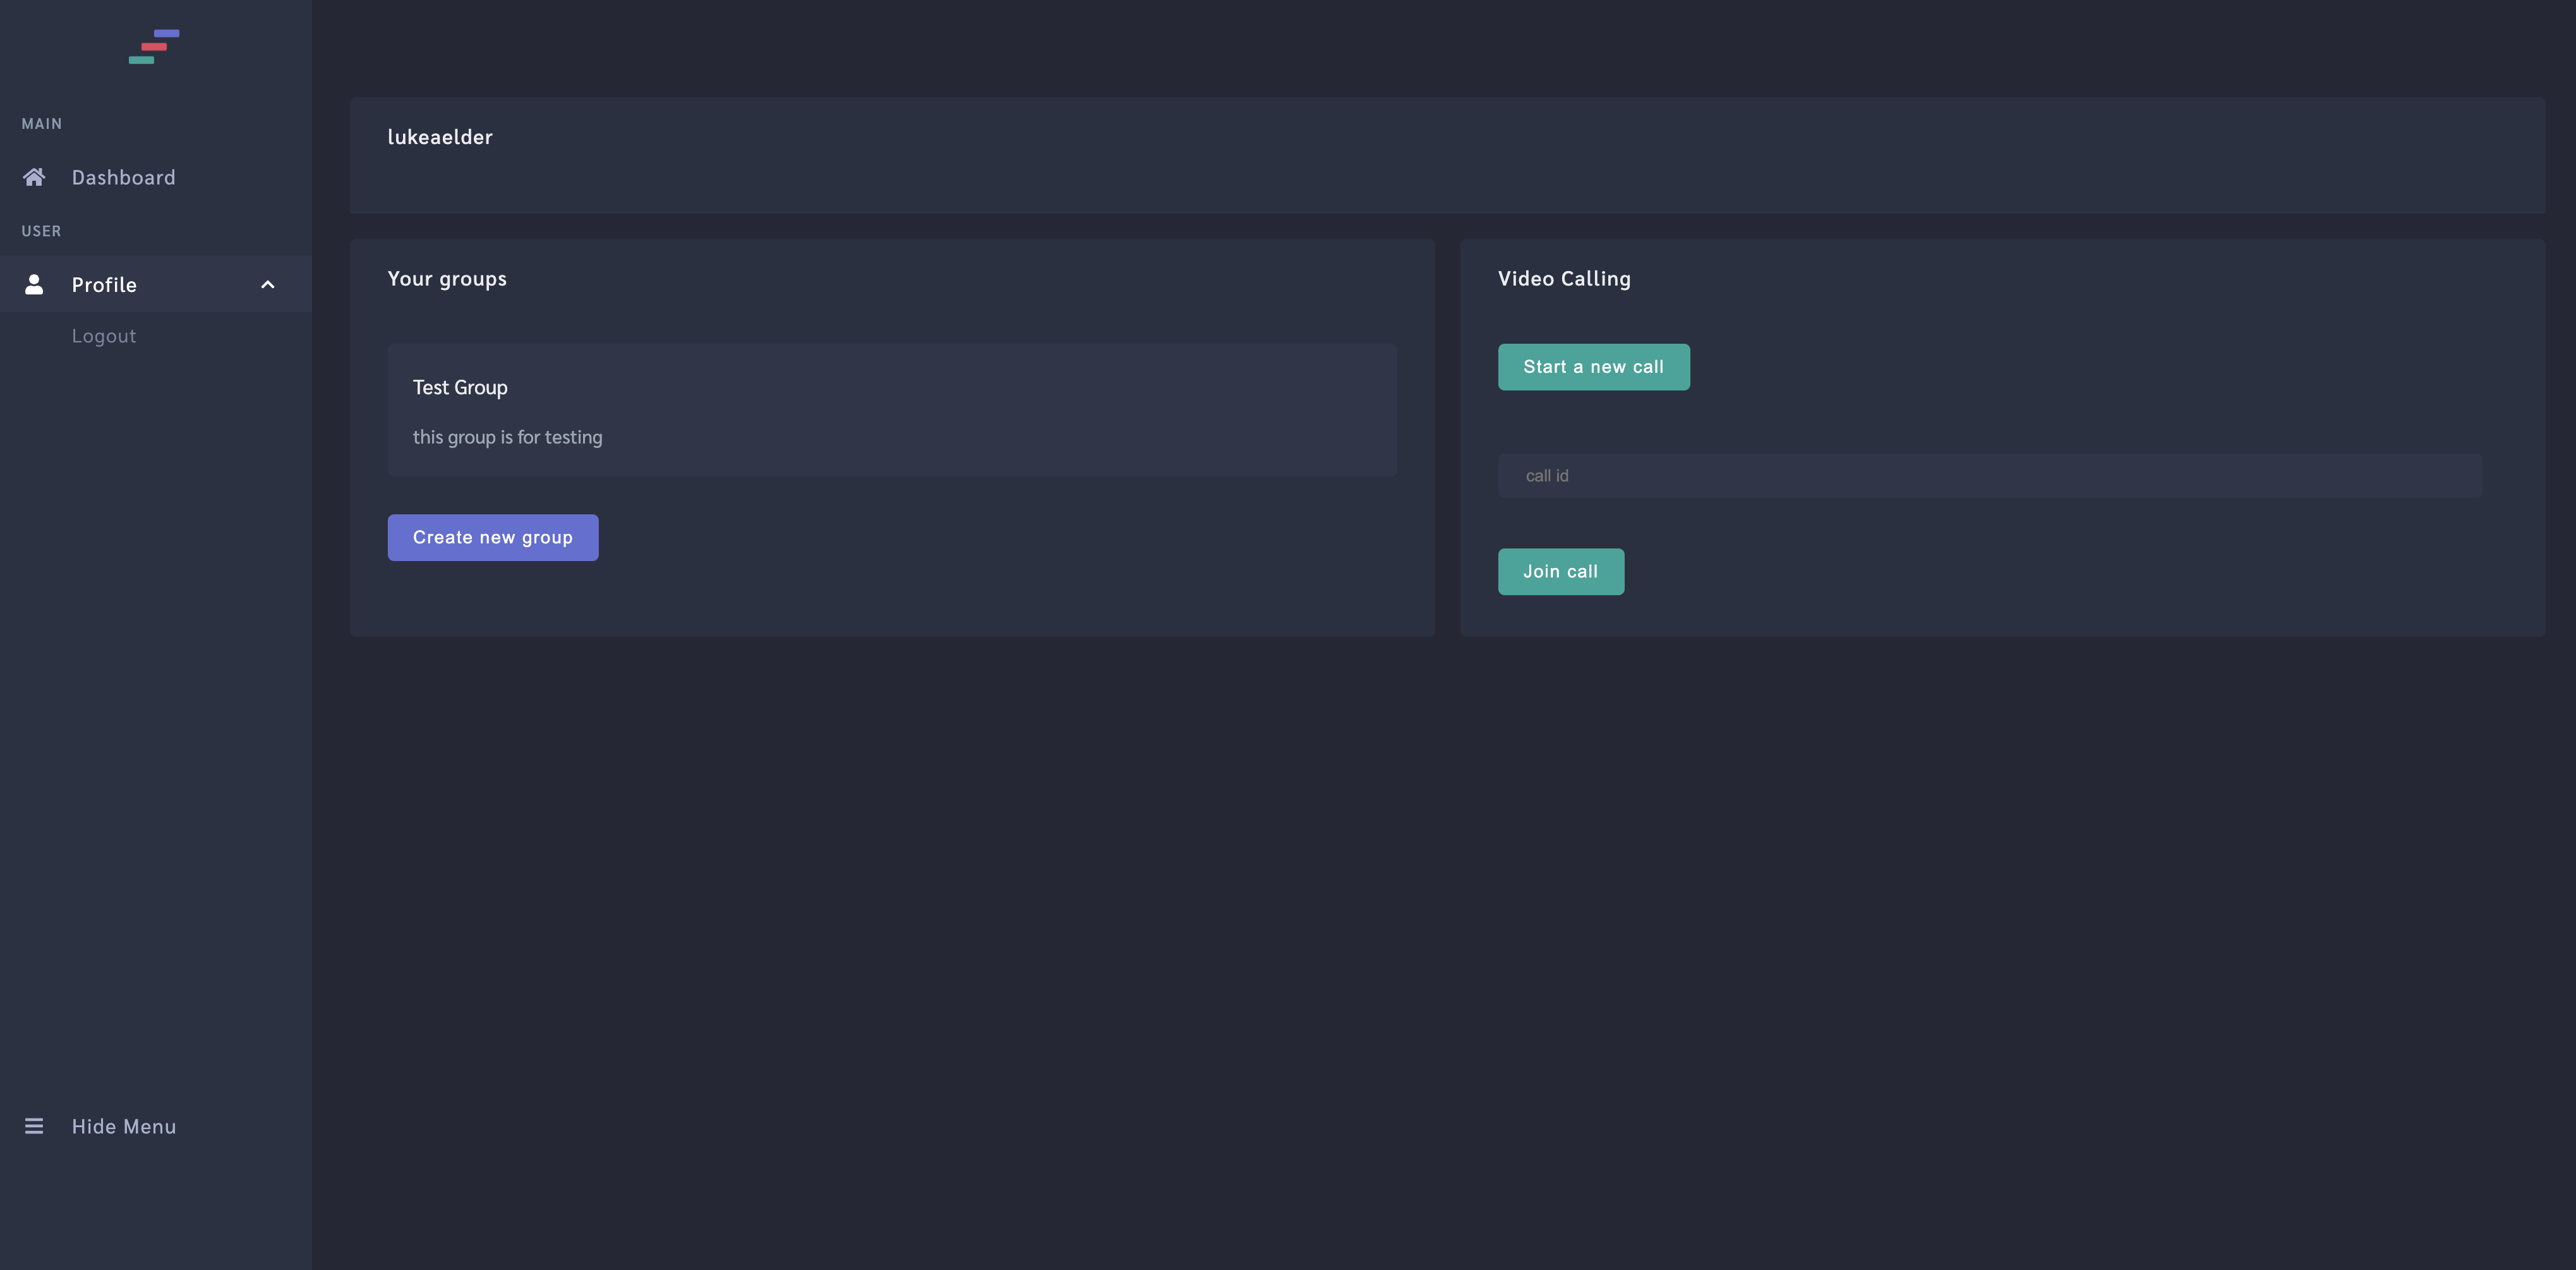 MAIN
Dashboard
USER
Profile
Logout
Hide Menu
lukeaelder
Your groups
Test Group
this group is for testing
Create new group
Video Calling
Start a new call
call id
Join call